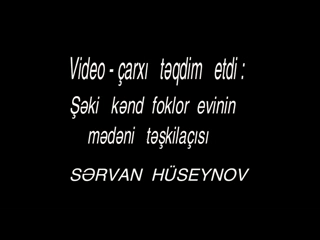 Video - çarxı təqdim etdi :
Şəki kənd foklor evinin
mədəni təşkilaçısı
SƏRVAN HÜSEYNOV